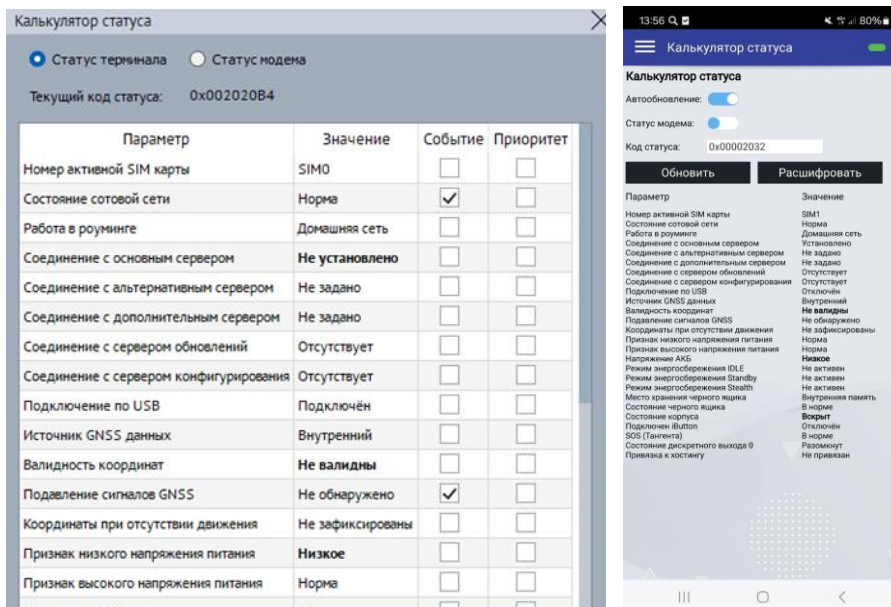 Калькулятор статуса
Статус терминала Статус модема
Текущий код статуса: 0x002020B4
Параметр Значение Событие Приоритет
Номер активной SIM карты SIM0
Состояние сотовой сети Норма
Работа в роуминге Домашняя сеть
Соединение с основным сервером Не установлено
Соединение с альтернативным сервером Не задано
Соединение с дополнительным сервером Не задано
Соединение с сервером обновлений Отсутствует
Соединение с сервером конфигурирования Отсутствует
Подключение по USB Подключён
Источник GNSS данных Внутренний
Валидность координат Не валидны
Подавление сигналов GNSS Не обнаружено
Координаты при отсутствии движения Не зафиксированы
Признак низкого напряжения питания Низкое
Признак высокого напряжения питания Норма
13:56 80%
Калькулятор статуса
Калькулятор статуса
Автообновление:
Статус модема:
Код статуса: 0x00002032
Обновить Расшифровать
Параметр Значение
Номер активной SIM карты SIM1
Состояние сотовой сети Норма
Работа в роуминге Домашняя сеть
Соединение с основным сервером Установлено
Соединение с альтернативным сервером Не задано
Соединение с дополнительным сервером Не задано
Соединение с сервером обновлений Отсутствует
Соединение с сервером конфигурирования Отсутствует
Подключение по USB Отключён
Источник GNSS данных Внутренний
Валидность координат Не валидны
Подавление сигналов GNSS Не обнаружено
Координаты при отсутствии движения Не зафиксированы
Признак низкого напряжения питания Норма
Признак высокого напряжения питания Норма
Напряжение АКБ Низкое
Режим энергосбережения IDLE Не активен
Режим энергосбережения Standby Не активен
Режим энергосбережения Stealth Не активен
Место хранения черного ящика Внутренняя память
Состояние черного ящика В норме
Состояние корпуса Вскрыт
Подключен iButton Отключён
SOS (Тангента) В норме
Состояние дискретного выхода 0 Разомкнут
Привязка к хостингу Не привязан